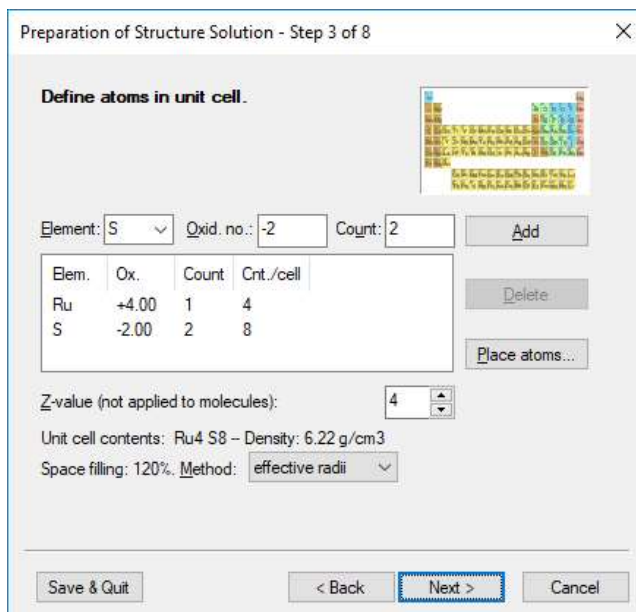 Preparation of Structure Solution - Step 3 of 8
Define atoms in unit cell.
Element: S Oxid. no.: -2 Count: 2 Add
Elem. Ox. Count Cnt./cell
Ru +4.00 1 4
S -2.00 2 8
Delete
Place atoms...
Z-value (not applied to molecules): 4
Unit cell contents: Ru4 S8 -- Density: 6.22 g/cm3
Space filling: 120%. Method: effective radii
Save & Quit < Back Next > Cancel